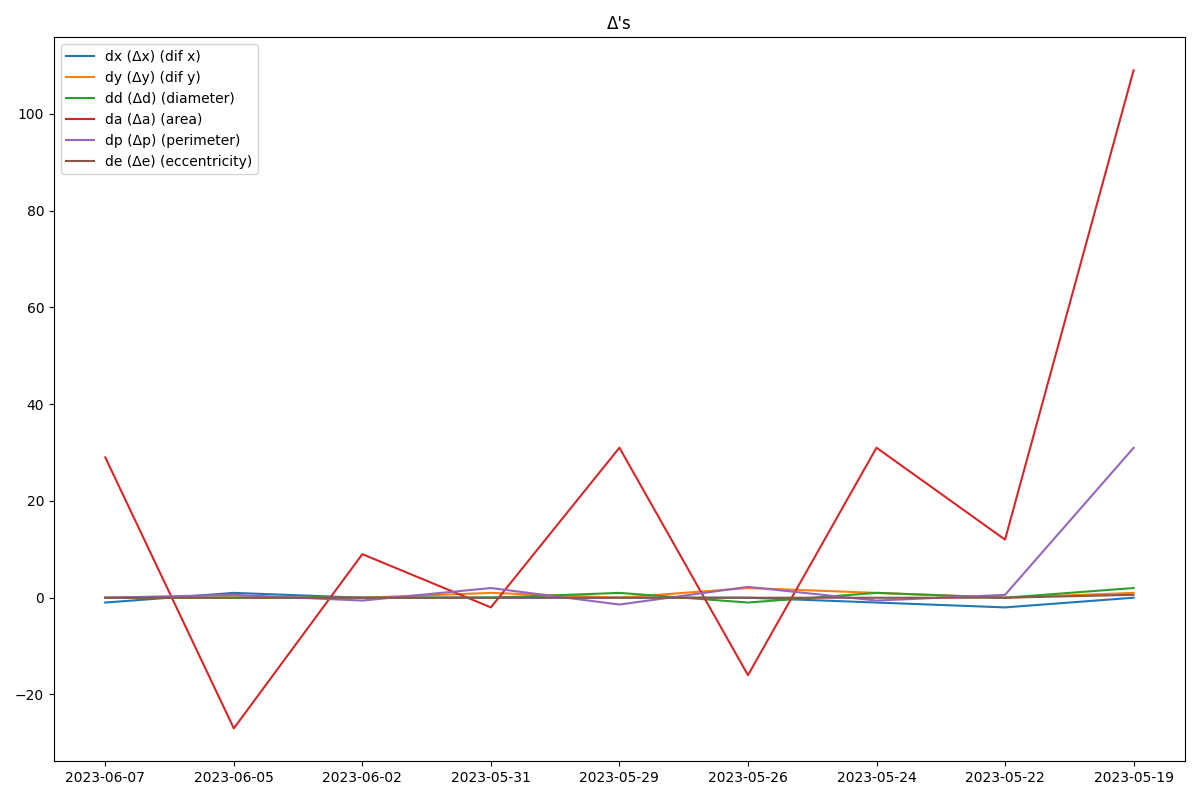 Δ's
dx (Δx) (dif x)
dy (Δy) (dif y)
dd (Δd) (diameter)
da (Δa) (area)
dp (Δp) (perimeter)
de (Δe) (eccentricity)
100
80
60
40
20
0
−20
2023-06-07 2023-06-05 2023-06-02 2023-05-31 2023-05-29 2023-05-26 2023-05-24 2023-05-22 2023-05-19